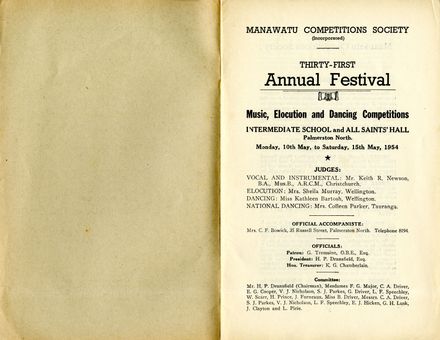 MANAWATU COMPETITIONS SOCIETY
(Incorporated)
THIRTY-FIRST
Annual Festival
Music, Elocution and Dancing Competitions
INTERMEDIATE SCHOOL and ALL SAINTS' HALL
Palmerston North.
Monday, 10th May, to Saturday, 15th May, 1954
★
JUDGES:
VOCAL AND INSTRUMENTAL: Mr. Keith R. Newson,
B.A., Mus.B., A.R.C.M., Christchurch.
ELOCUTION: Mrs. Sheila Murray, Wellington.
DANCING: Miss Kathleen Bartosh, Wellington.
NATIONAL DANCING: Mrs. Colleen Parker, Tauranga.
OFFICIAL ACCOMPANISTE:
Mrs. C. F. Bowick, 35 Russell Street, Palmerston North. Telephone 8194.
OFFICIALS:
Patron: G. Tremaine, O.B.E., Esq.
President: H. P. Dransfield, Esq.
Hon. Treasurer: K. G. Chamberlain.
Committee:
Mr. H. P. Dransfield (Chairman), Mesdames F. G. Major, C. A. Driver,
E. G. Cooper, V. J. Nicholson, S. J. Parkes, G. Driver, L. F. Speechley,
W. Scarr, H. Prince, J. Forneaux, Miss B. Driver, Messrs. C. A. Driver,
S. J. Parkes, V. J. Nicholson, L. F. Speechley, E. J. Hicken, G. H. Lusk,
J. Clayton and L. Pirie.